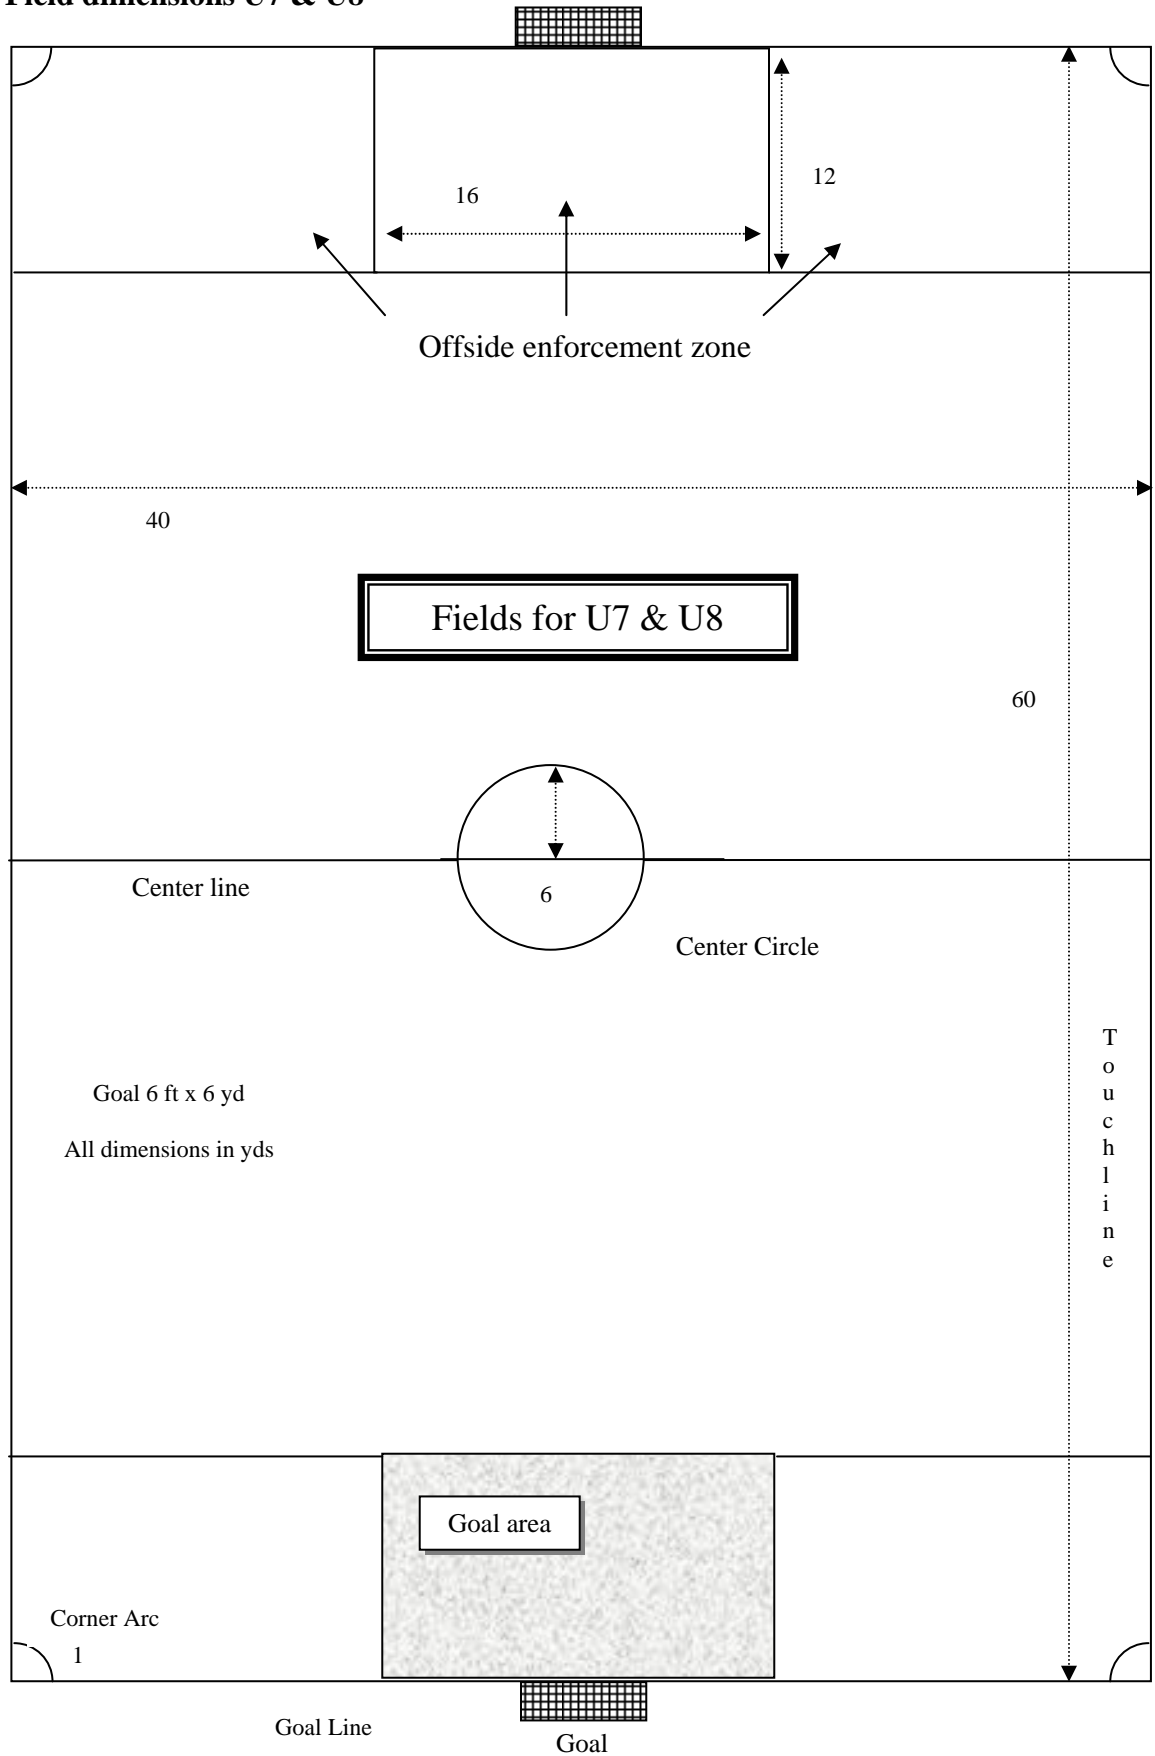 Field dimensions U7 & U8
12
16
Offside enforcement zone
40
Fields for U7 & U8
60
Center line
6
Center Circle
Touchline
Goal 6 ft x 6 yd
All dimensions in yds
Goal area
Corner Arc
1
Goal Line
Goal